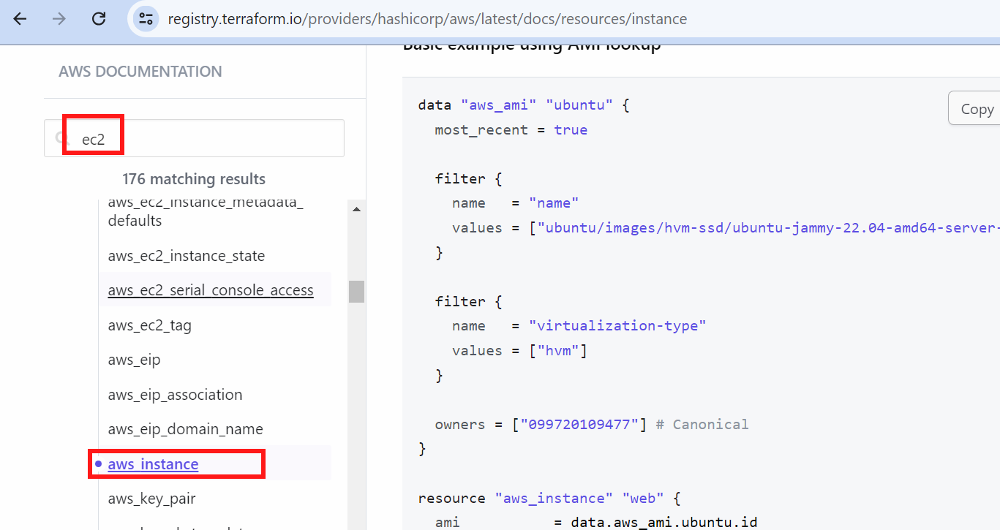 registry.terraform.io/providers/hashicorp/aws/latest/docs/resources/instance
AWS DOCUMENTATION
ec2
176 matching results
aws_ec2_instance_metadata_
defaults
aws_ec2_instance_state
aws_ec2_serial_console_access
aws_ec2_tag
aws_eip
aws_eip_association
aws_eip_domain_name
aws_instance
aws_key_pair
Basic example using AMI lookup
Copy
data "aws_ami" "ubuntu" {
  most_recent = true
  filter {
    name   = "name"
    values = ["ubuntu/images/hvm-ssd/ubuntu-jammy-22.04-amd64-server-
  }
  filter {
    name   = "virtualization-type"
    values = ["hvm"]
  }
  owners = ["099720109477"] # Canonical
}
resource "aws_instance" "web" {
  ami           = data.aws_ami.ubuntu.id